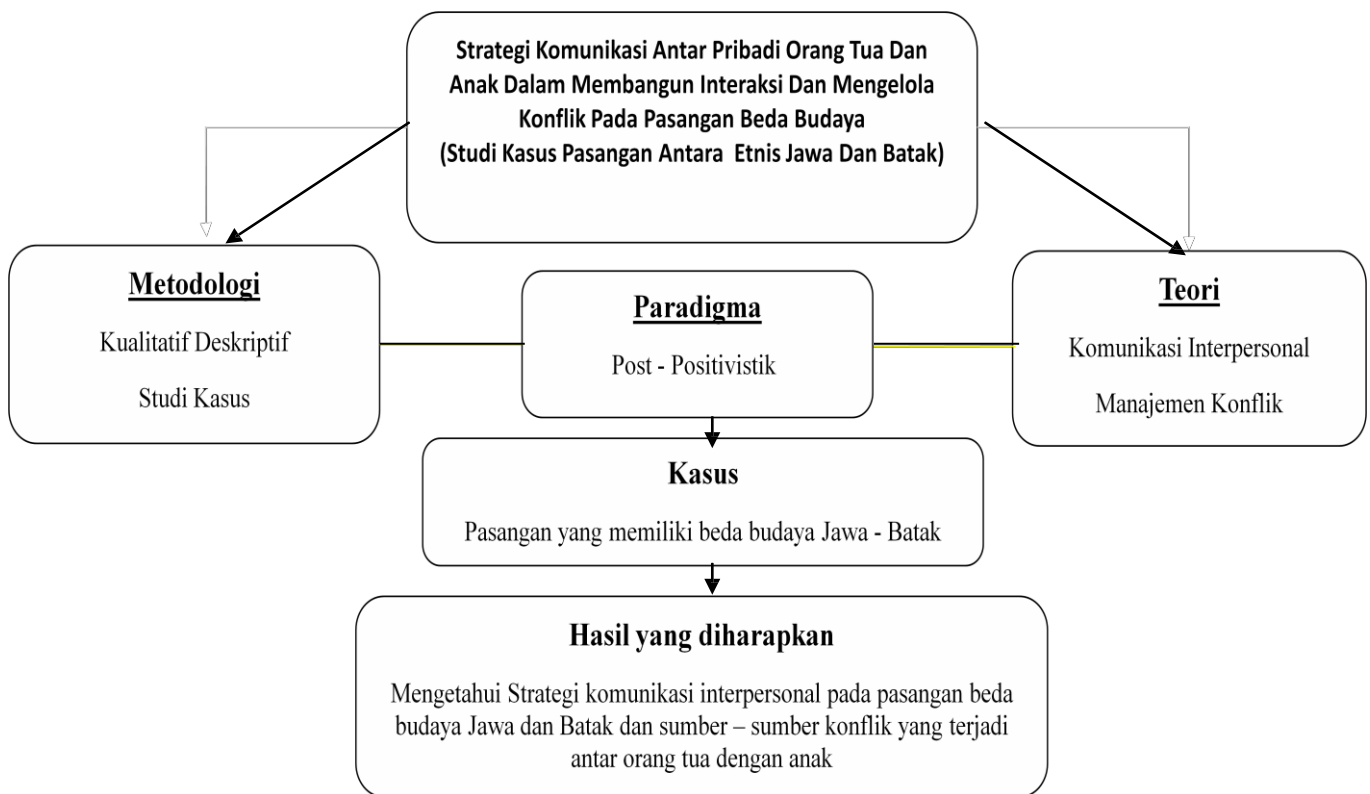 Strategi Komunikasi Antar Pribadi Orang Tua Dan
Anak Dalam Membangun Interaksi Dan Mengelola
Konflik Pada Pasangan Beda Budaya
(Studi Kasus Pasangan Antara Etnis Jawa Dan Batak)
Metodologi
Kualitatif Deskriptif
Studi Kasus
Paradigma
Post - Positivistik
Teori
Komunikasi Interpersonal
Manajemen Konflik
Kasus
Pasangan yang memiliki beda budaya Jawa - Batak
Hasil yang diharapkan
Mengetahui Strategi komunikasi interpersonal pada pasangan beda
budaya Jawa dan Batak dan sumber – sumber konflik yang terjadi
antar orang tua dengan anak